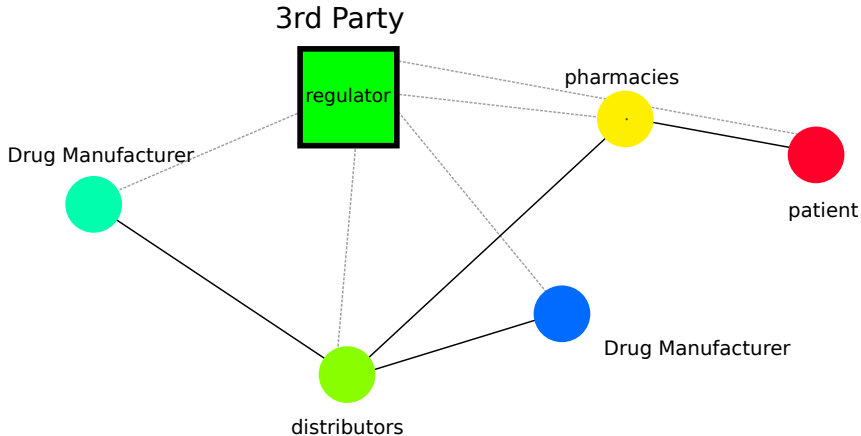 3rd Party
pharmacies
regulator
Drug Manufacturer
patient
Drug Manufacturer
distributors